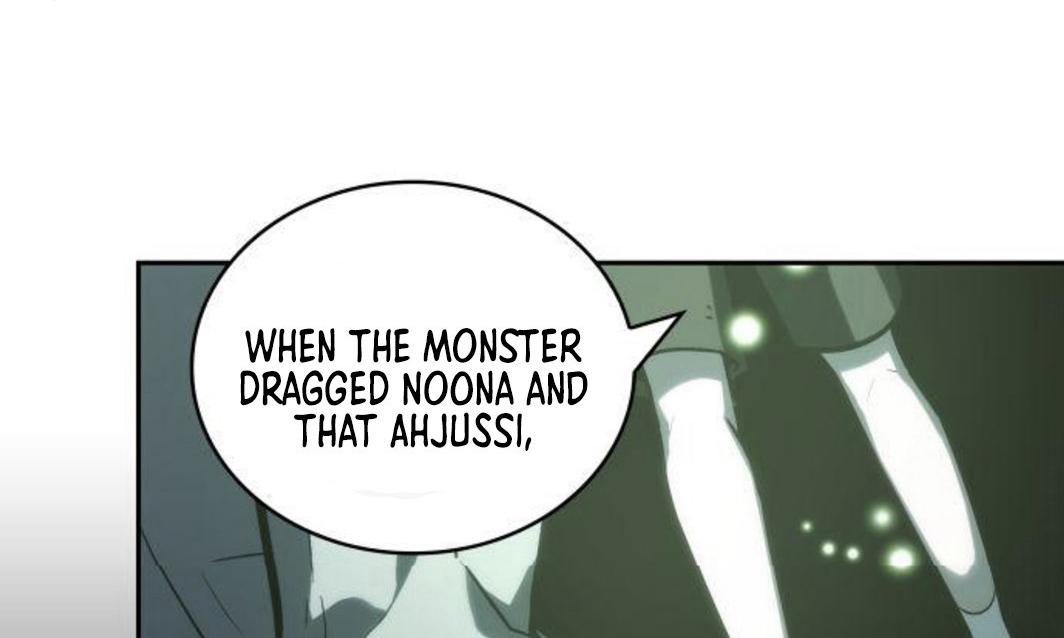 WHEN THE MONSTER
DRAGGED NOONA AND
THAT AHJUSSI,